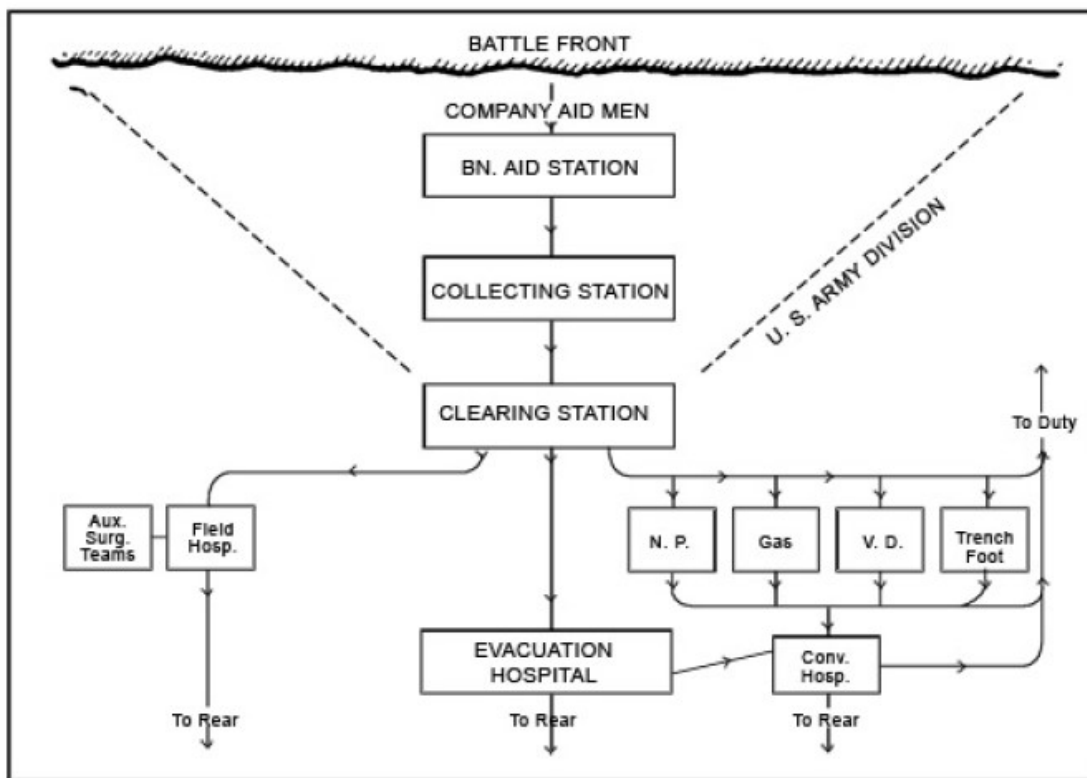 BATTLE FRONT
COMPANY AID MEN
BN. AID STATION
COLLECTING STATION
U. S. ARMY DIVISION
CLEARING STATION
To Duty
Aux.
Surg.
Teams
Field
Hosp.
N. P.
Gas
V. D.
Trench
Foot
EVACUATION
HOSPITAL
Conv.
Hosp.
To Rear
To Rear
To Rear